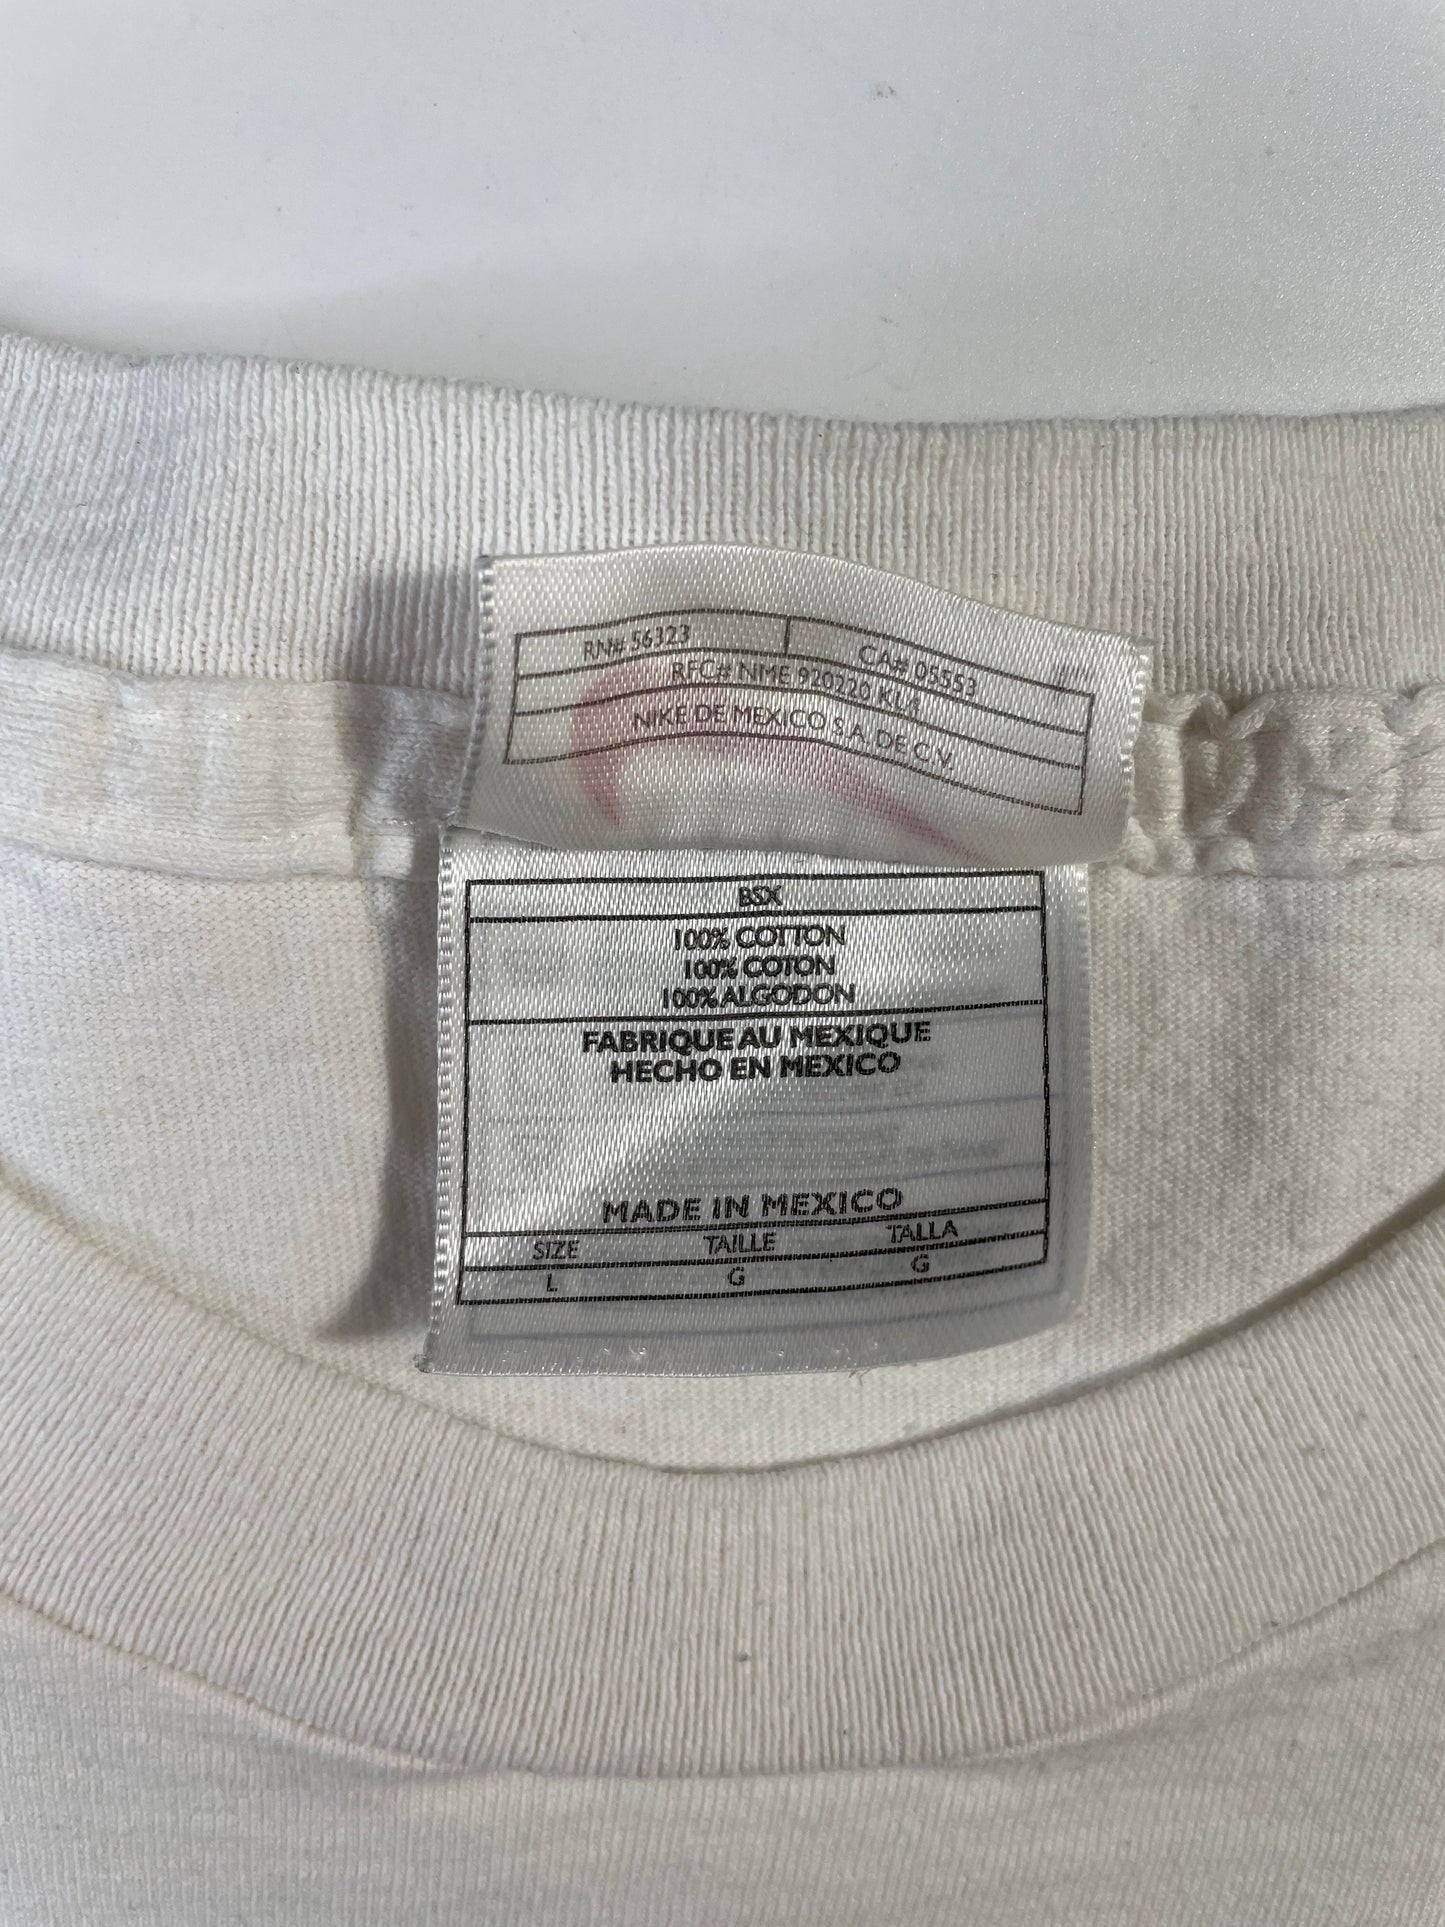 RN# 56323 CA# 05553
RFC# NME 920220 KL4
NIKE DE MEXICO S.A. DE C.V.
BSX
100% COTTON
100% COTON
100% ALGODON
FABRIQUE AU MEXIQUE
HECHO EN MEXICO
MADE IN MEXICO
SIZE TAILLE TALLA
L G G